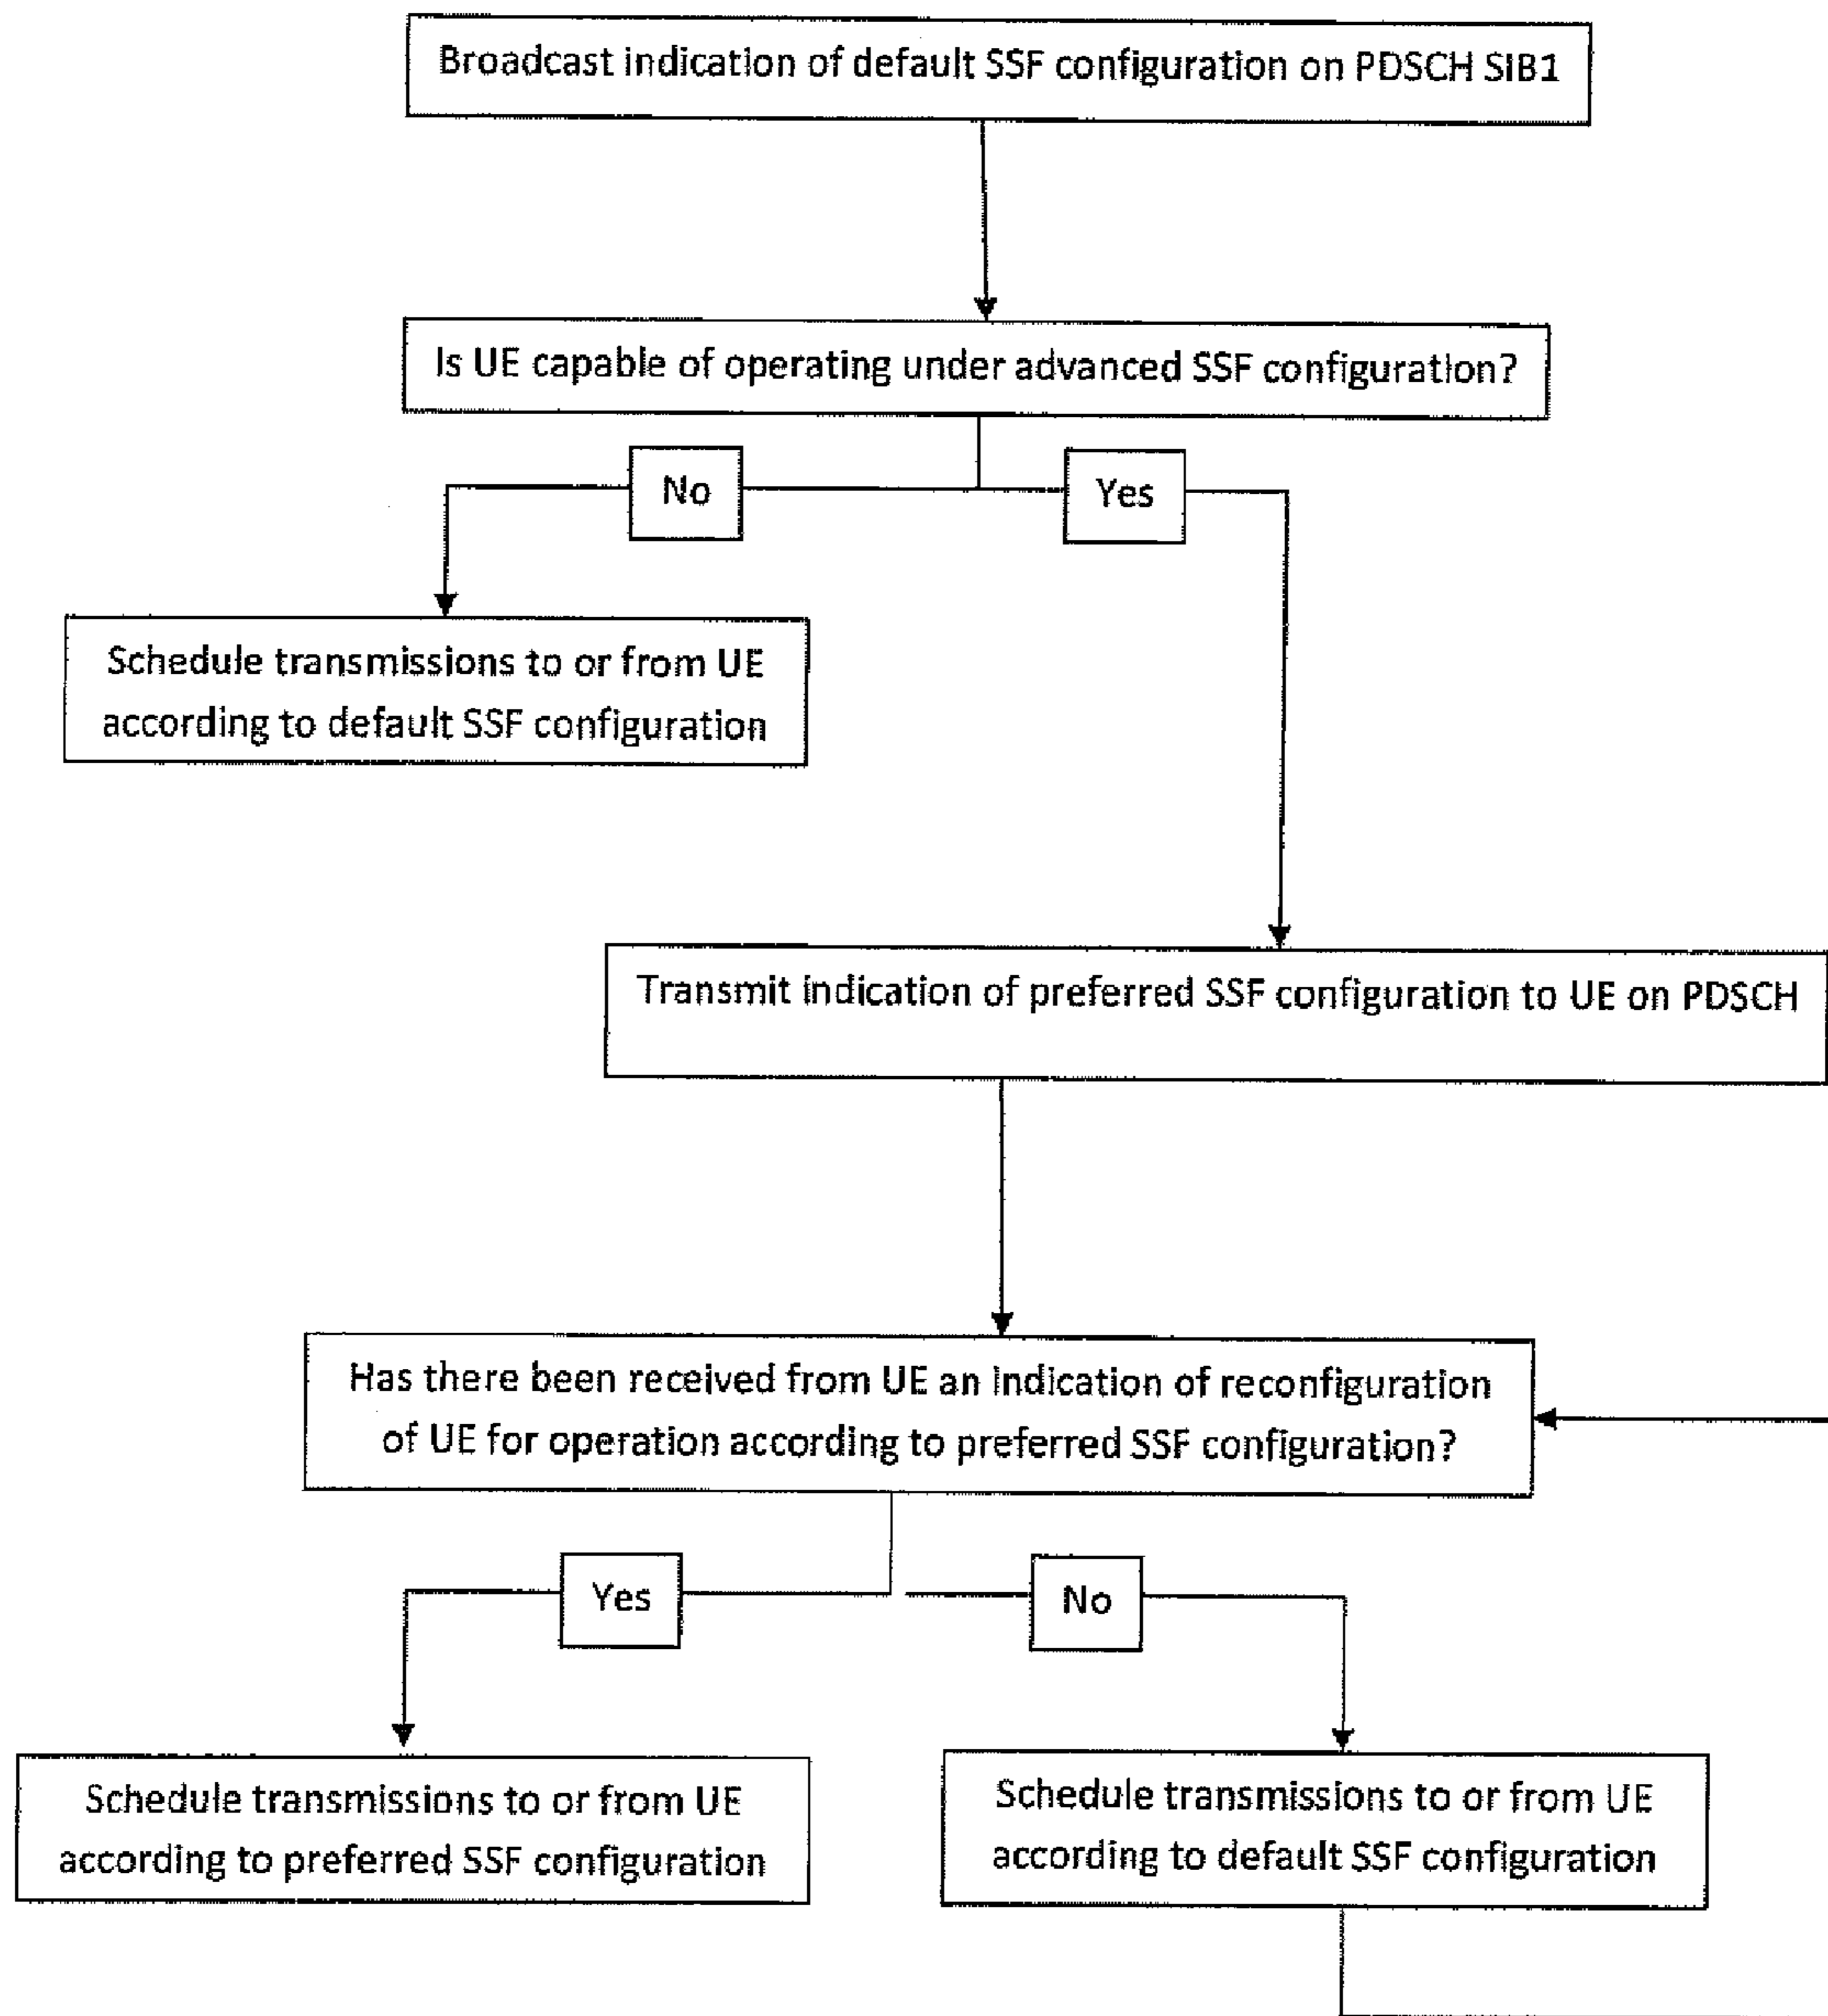 Broadcast indication of default SSF configuration on PDSCH SIB1
Is UE capable of operating under advanced SSF configuration?
No
Yes
Schedule transmissions to or from UE
according to default SSF configuration
Transmit indication of preferred SSF configuration to UE on PDSCH
Has there been received from UE an indication of reconfiguration
of UE for operation according to preferred SSF configuration?
Yes
No
Schedule transmissions to or from UE
according to preferred SSF configuration
Schedule transmissions to or from UE
according to default SSF configuration